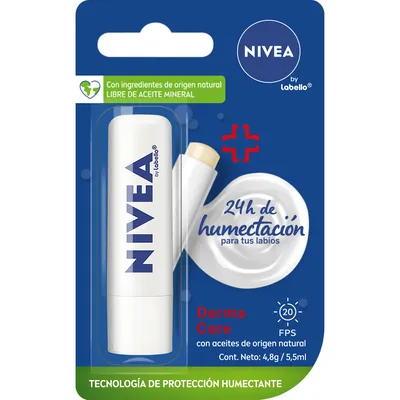 NIVEA
by Labello®
Con ingredientes de origen natural
LIBRE DE ACEITE MINERAL
NIVEA
by Labello®
24h de
humectación
para tus labios
Derma
Care
20
FPS
con aceites de origen natural
Cont. Neto: 4,8g / 5,5ml
TECNOLOGÍA DE PROTECCIÓN HUMECTANTE